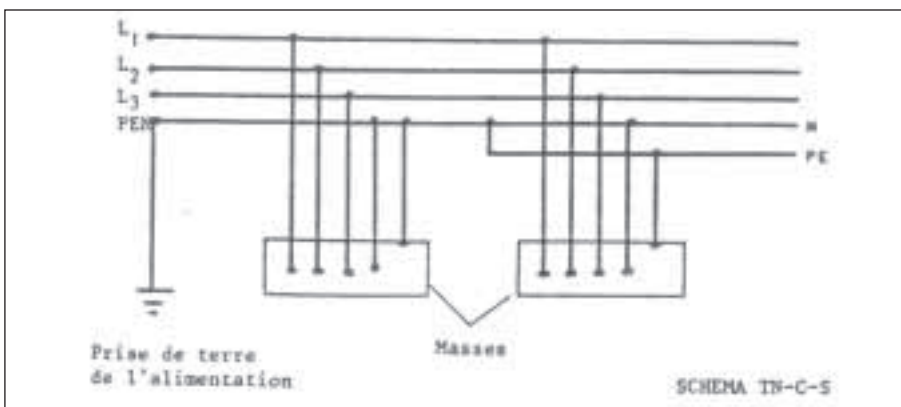 L1
L2
L3
PEN
N
PE
Masses
Prise de terre
de l'alimentation
SCHEMA TN-C-S